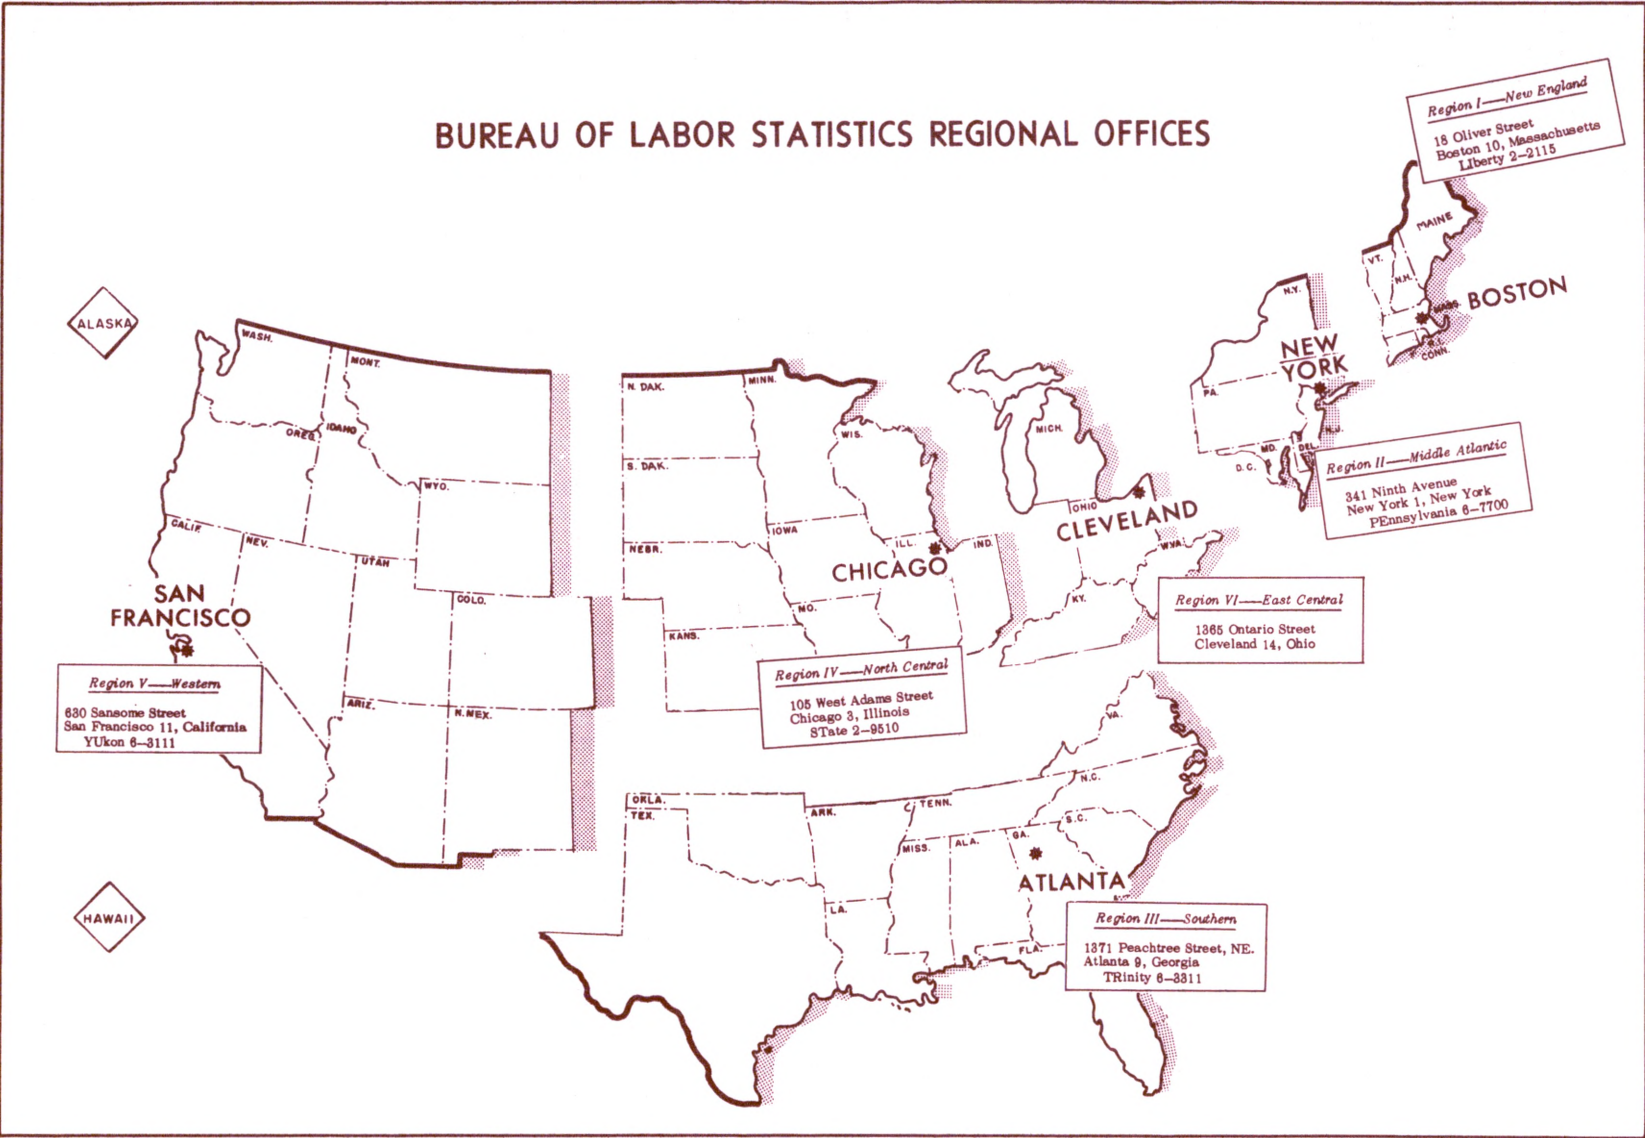 BUREAU OF LABOR STATISTICS REGIONAL OFFICES
Region I—New England
18 Oliver Street
Boston 10, Massachusetts
LIberty 2-2115
MAINE
VT.
N.H.
MASS.
BOSTON
R.I.
CONN.
N.Y.
NEW
YORK
PA.
N.J.
MD.
DEL.
D.C.
Region II—Middle Atlantic
341 Ninth Avenue
New York 1, New York
PEnnsylvania 6-7700
ALASKA
WASH.
MONT.
OREG.
IDAHO
WYO.
CALIF.
NEV.
UTAH
COLO.
SAN
FRANCISCO
ARIZ.
N.MEX.
Region V—Western
630 Sansome Street
San Francisco 11, California
YUkon 6-3111
N. DAK.
MINN.
WIS.
S. DAK.
IOWA
NEBR.
ILL.
IND.
CHICAGO
MO.
KANS.
Region IV—North Central
105 West Adams Street
Chicago 3, Illinois
STate 2-9510
MICH.
OHIO
CLEVELAND
W.VA.
KY.
Region VI—East Central
1365 Ontario Street
Cleveland 14, Ohio
VA.
N.C.
OKLA.
TEX.
ARK.
TENN.
S.C.
MISS.
ALA.
GA.
ATLANTA
LA.
FLA.
Region III—Southern
1371 Peachtree Street, NE.
Atlanta 9, Georgia
TRinity 6-3311
HAWAII